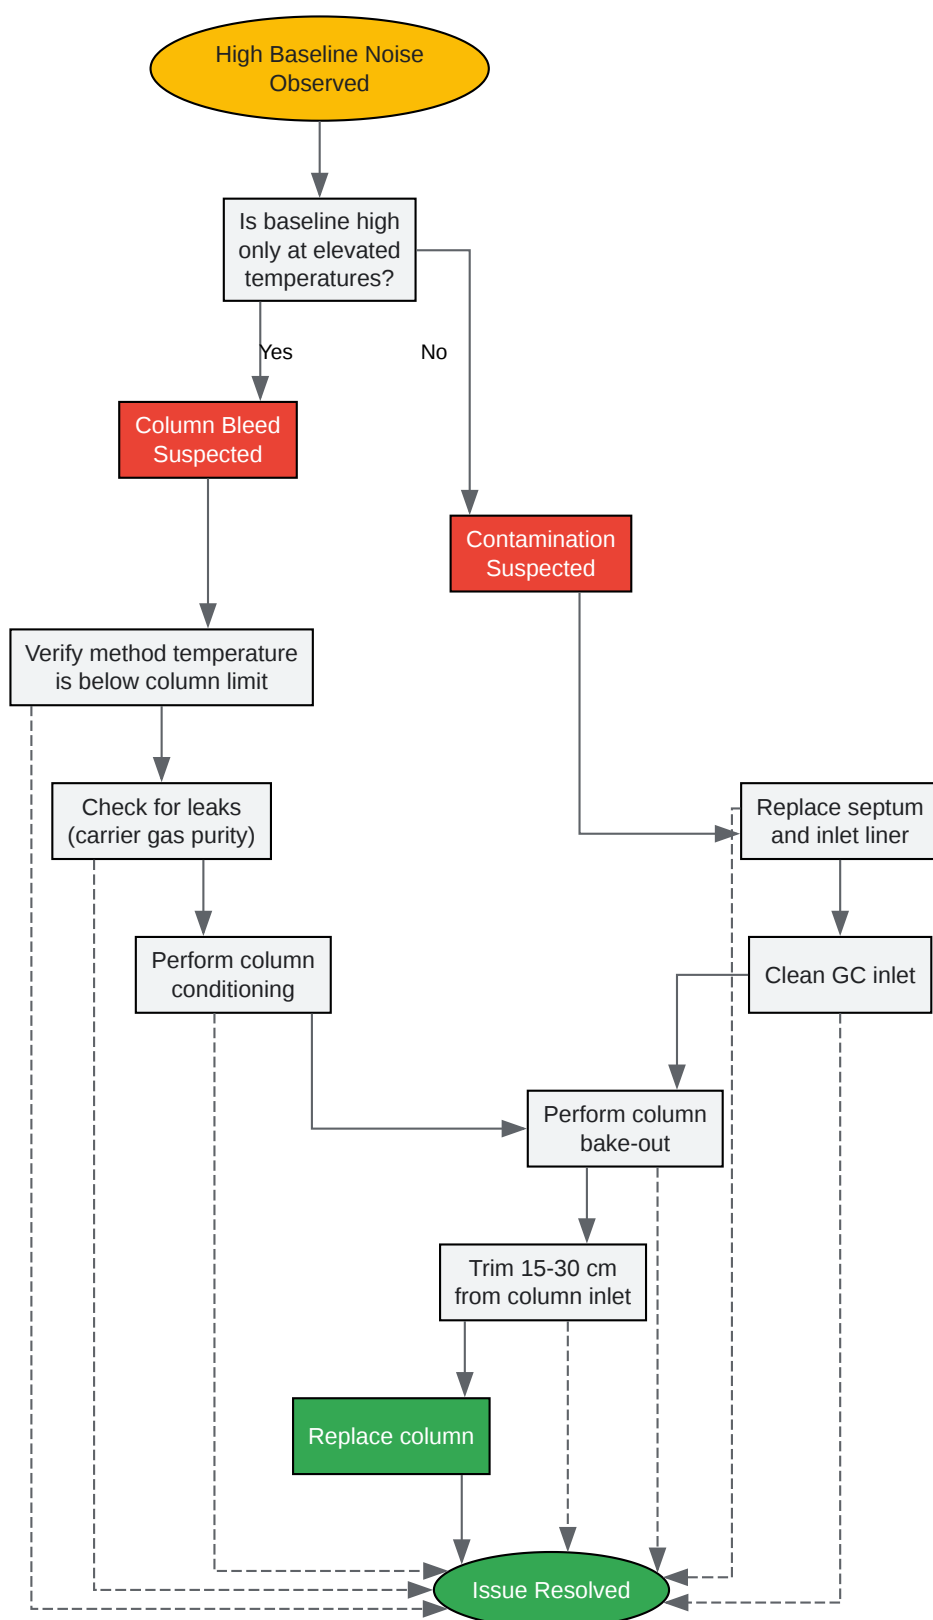 High Baseline Noise
Observed
Is baseline high
only at elevated
temperatures?
Yes
No
Column Bleed
Suspected
Contamination
Suspected
Verify method temperature
is below column limit
Check for leaks
(carrier gas purity)
Replace septum
and inlet liner
Perform column
conditioning
Clean GC inlet
Perform column
bake-out
Trim 15-30 cm
from column inlet
Replace column
Issue Resolved